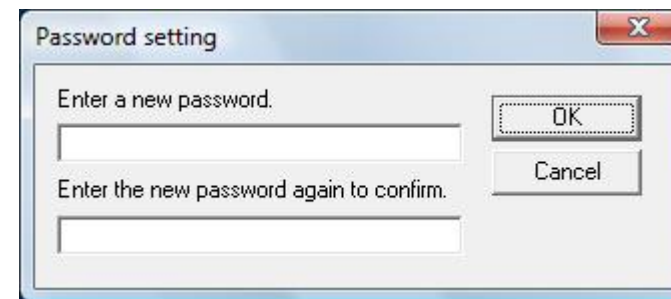 Password setting
Enter a new password.
OK
Cancel
Enter the new password again to confirm.